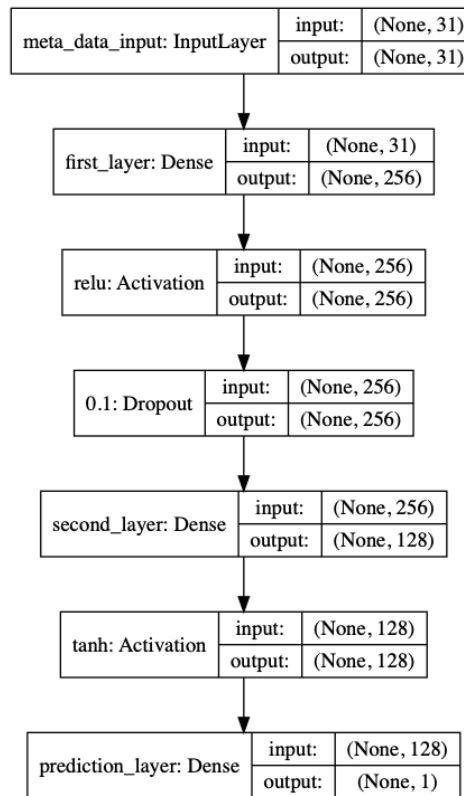 meta_data_input: InputLayer
input: (None, 31)
output: (None, 31)
first_layer: Dense
input: (None, 31)
output: (None, 256)
relu: Activation
input: (None, 256)
output: (None, 256)
0.1: Dropout
input: (None, 256)
output: (None, 256)
second_layer: Dense
input: (None, 256)
output: (None, 128)
tanh: Activation
input: (None, 128)
output: (None, 128)
prediction_layer: Dense
input: (None, 128)
output: (None, 1)